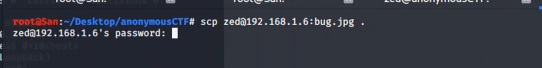 root@San:~/Desktop/anonymousCTF# scp zed@192.168.1.6:bug.jpg .
zed@192.168.1.6's password: